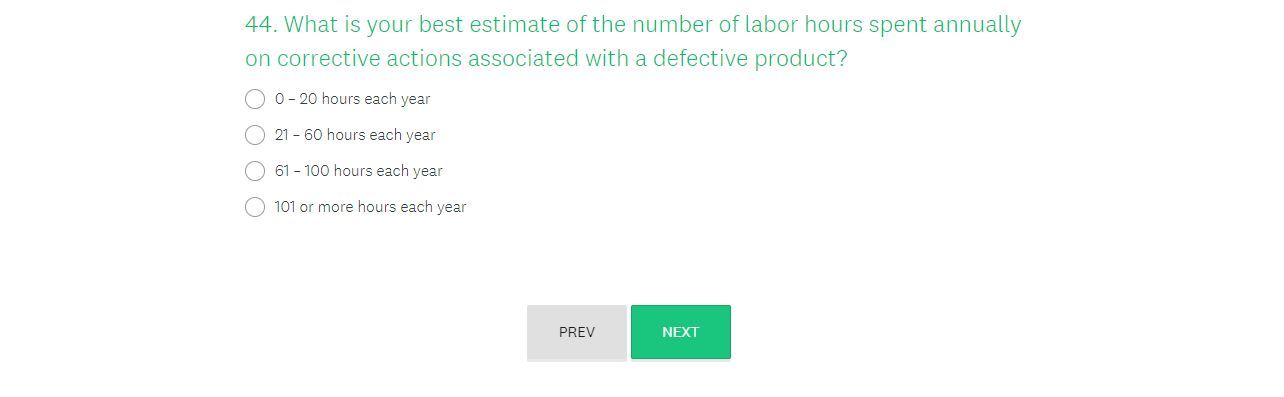 44. What is your best estimate of the number of labor hours spent annually
on corrective actions associated with a defective product?
0 – 20 hours each year
21 – 60 hours each year
61 – 100 hours each year
101 or more hours each year
PREV NEXT